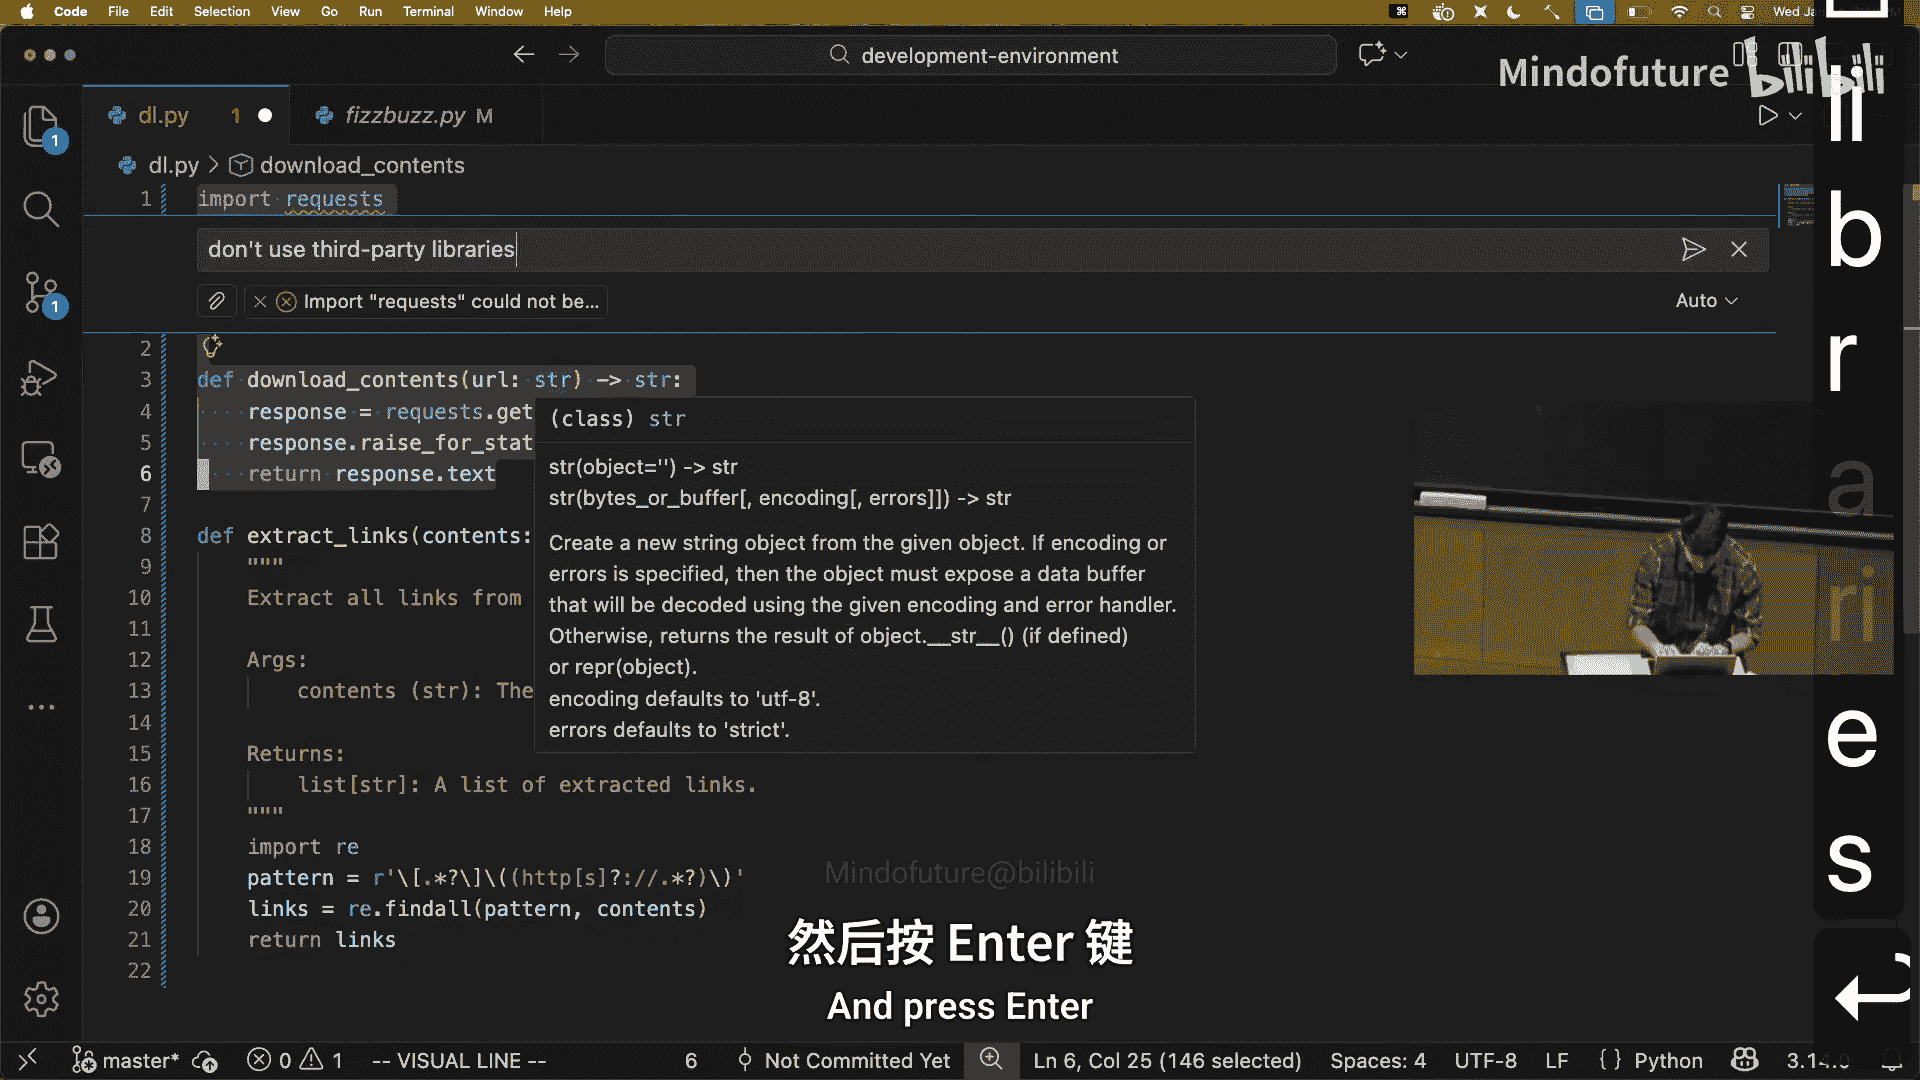 Code File Edit Selection View Go Run Terminal Window Help
development-environment
Mindofuture bilibili
dl.py 1
fizzbuzz.py M
dl.py > download_contents
1 import requests
don't use third-party libraries
Import "requests" could not be...
Auto
2
3 def download_contents(url: str) -> str:
4 response = requests.get
5 response.raise_for_stat
6 return response.text
7
8 def extract_links(contents:
9 """
10 Extract all links from
11
12 Args:
13 contents (str): The
14
15 Returns:
16 list[str]: A list of extracted links.
17 """
18 import re
19 pattern = r'\[.*?\]\((http[s]?://.*?)\)'
20 links = re.findall(pattern, contents)
21 return links
22
(class) str
str(object='') -> str
str(bytes_or_buffer[, encoding[, errors]]) -> str
Create a new string object from the given object. If encoding or
errors is specified, then the object must expose a data buffer
that will be decoded using the given encoding and error handler.
Otherwise, returns the result of object.__str__() (if defined)
or repr(object).
encoding defaults to 'utf-8'.
errors defaults to 'strict'.
li
b
r
a
ri
e
s
Mindofuture@bilibili
然后按 Enter 键
And press Enter
master* 0 1 -- VISUAL LINE -- 6 Not Committed Yet Ln 6, Col 25 (146 selected) Spaces: 4 UTF-8 LF { } Python 3.14.0